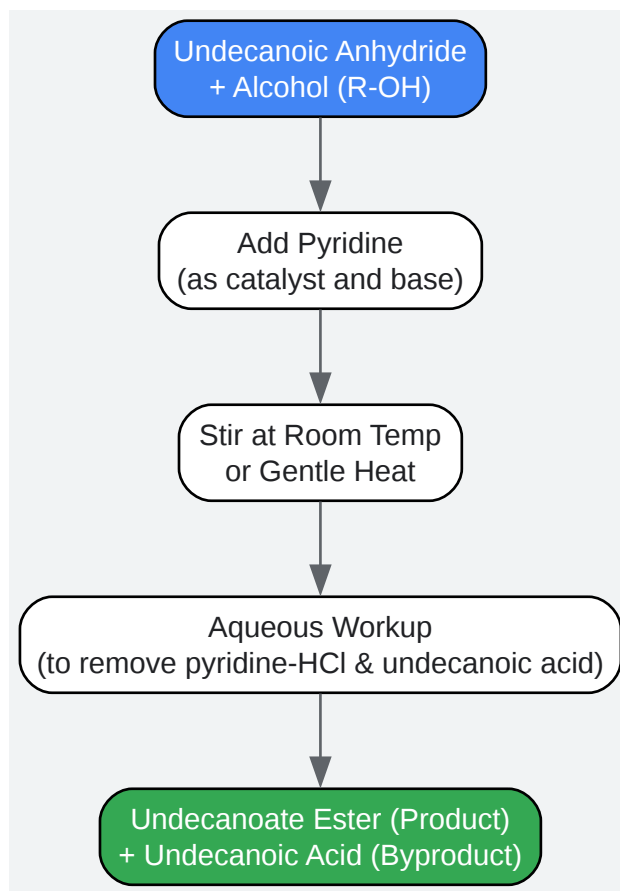 Undecanoic Anhydride
+ Alcohol (R-OH)
Add Pyridine
(as catalyst and base)
Stir at Room Temp
or Gentle Heat
Aqueous Workup
(to remove pyridine-HCl & undecanoic acid)
Undecanoate Ester (Product)
+ Undecanoic Acid (Byproduct)